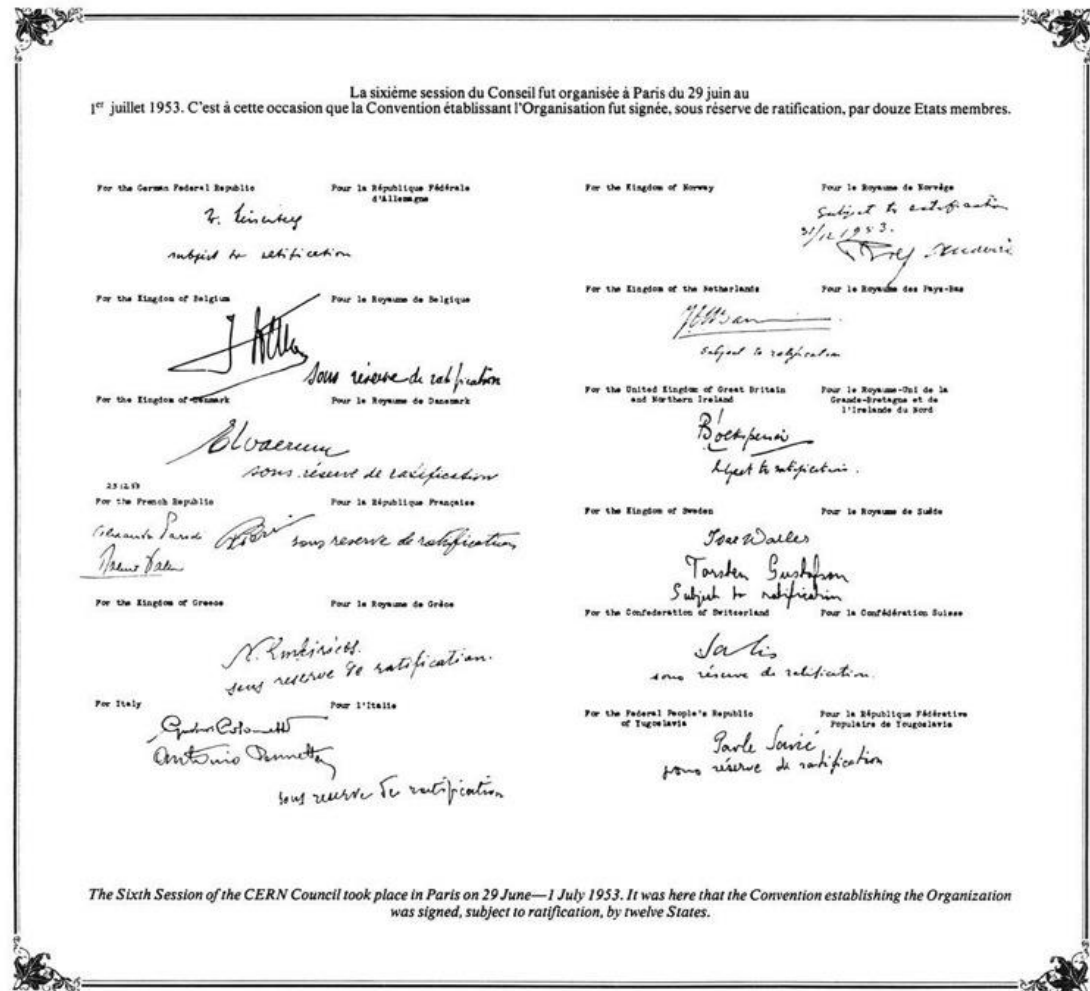 La sixième session du Conseil fut organisée à Paris du 29 juin au
1er juillet 1953. C'est à cette occasion que la Convention établissant l'Organisation fut signée, sous réserve de ratification, par douze Etats membres.
For the German Federal Republic
Pour la République Fédérale
d'Allemagne
subject to ratification
For the Kingdom of Belgium
Pour le Royaume de Belgique
sous réserve de ratification
For the Kingdom of Denmark
Pour le Royaume de Danemark
sous réserve de ratification
23.12.53
For the French Republic
Pour la République Française
sous reserve de ratification
For the Kingdom of Greece
Pour le Royaume de Grèce
sous reserve de ratification.
For Italy
Pour l'Italie
Antonio
sous reserve de ratification
For the Kingdom of Norway
Pour le Royaume de Norvège
Subject to ratification
31/12 1953.
For the Kingdom of the Netherlands
Pour le Royaume des Pays-Bas
subject to ratification
For the United Kingdom of Great Britain
and Northern Ireland
Pour le Royaume-Uni de la
Grande-Bretagne et de
l'Irelande du Nord
subject to ratification.
For the Kingdom of Sweden
Pour le Royaume de Suède
Torsten Gustafson
Subject to ratification
For the Confederation of Switzerland
Pour la Confédération Suisse
sous réserve de ratification.
For the Federal People's Republic
of Yugoslavia
Pour la République Fédérative
Populaire de Yougoslavie
Pavle Savić
sous réserve de ratification
The Sixth Session of the CERN Council took place in Paris on 29 June—1 July 1953. It was here that the Convention establishing the Organization
was signed, subject to ratification, by twelve States.